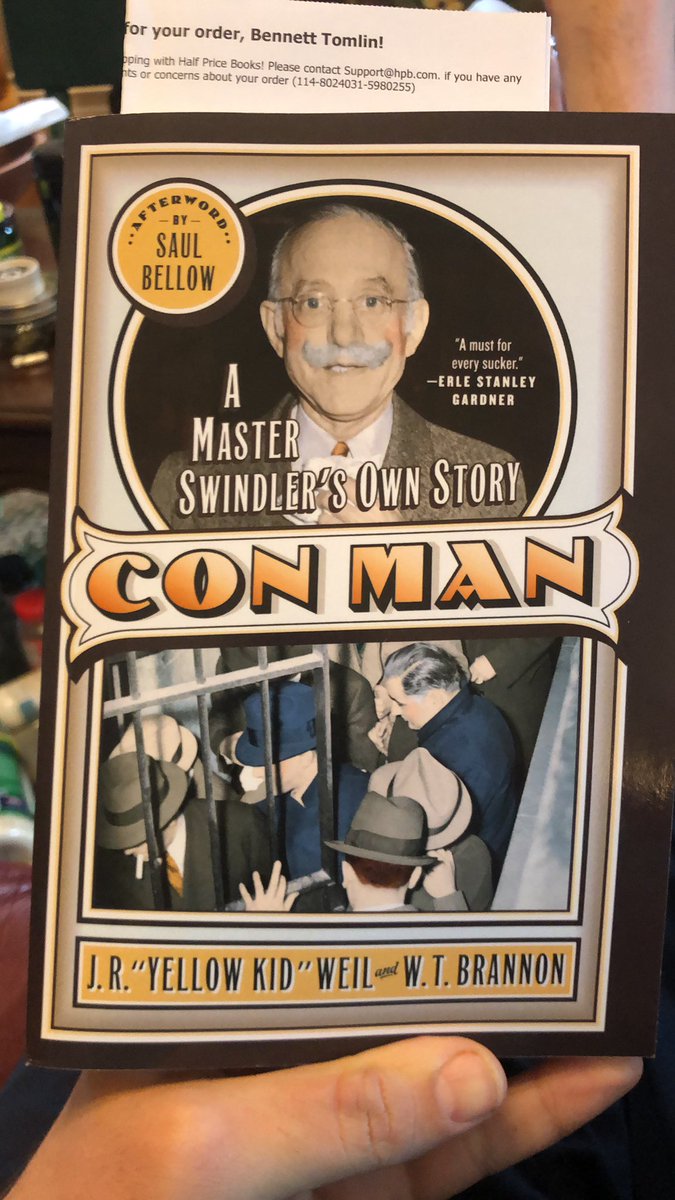 for your order, Bennett Tomlin!
pping with Half Price Books! Please contact Support@hpb.com. if you have any
nts or concerns about your order (114-8024031-5980255)
AFTERWORD
BY
SAUL
BELLOW
"A must for
every sucker."
—ERLE STANLEY
GARDNER
A
MASTER
SWINDLER'S OWN STORY
CON MAN
J. R. "YELLOW KID" WEIL and W. T. BRANNON